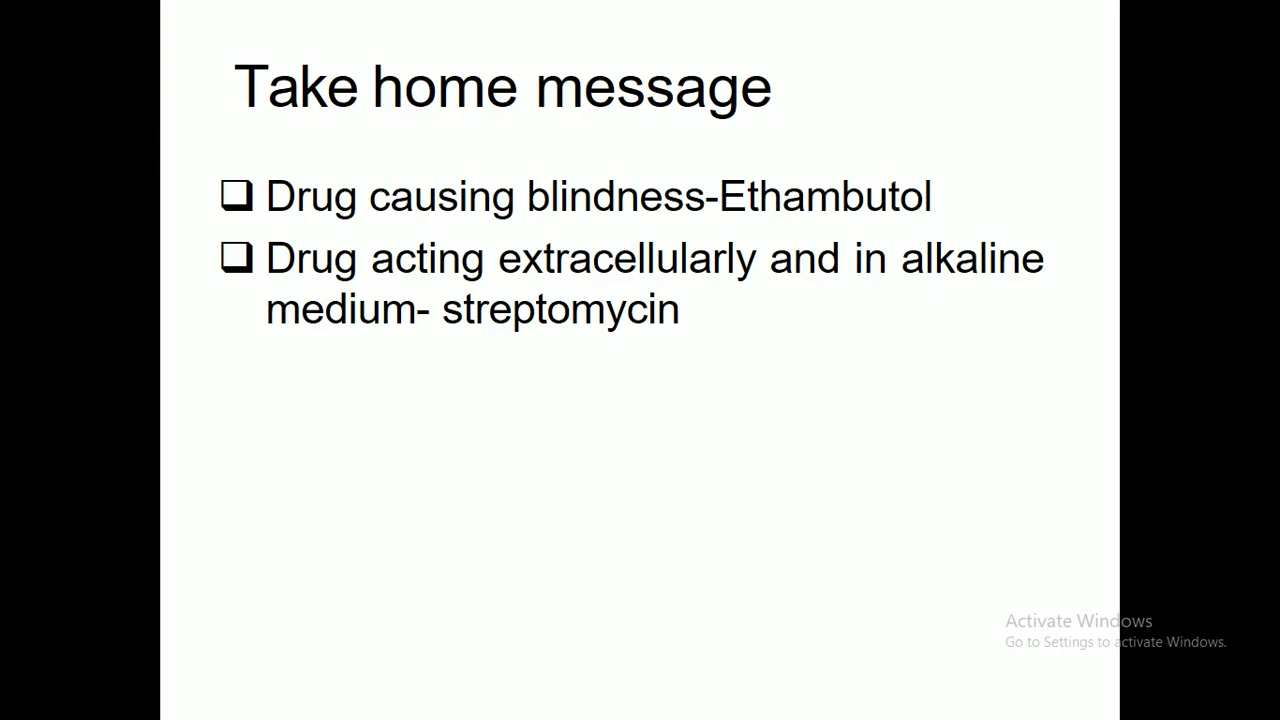 Take home message
❑ Drug causing blindness-Ethambutol
❑ Drug acting extracellularly and in alkaline
medium- streptomycin
Activate Windows
Go to Settings to activate Windows.